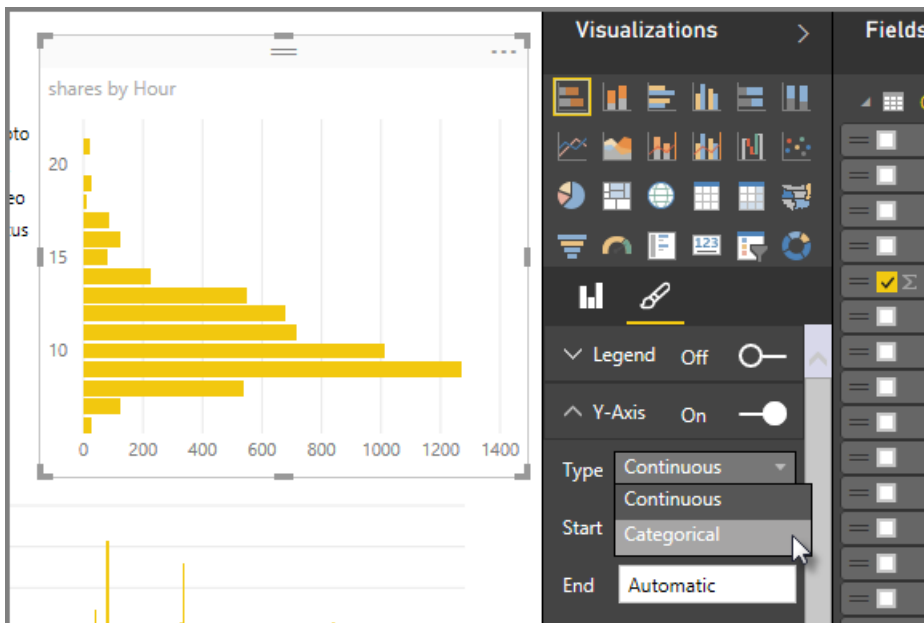 Visualizations
Fields
shares by Hour
oto
20
eo
tus
15
10
0 200 400 600 800 1000 1200 1400
123
Legend Off
Y-Axis On
Type Continuous
Continuous
Categorical
Start
End Automatic